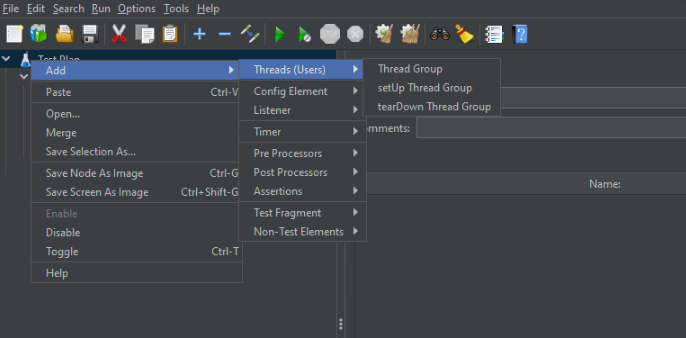 File Edit Search Run Options Tools Help
Test Plan
Add
Paste Ctrl-V
Open...
Merge
Save Selection As...
Save Node As Image Ctrl-G
Save Screen As Image Ctrl+Shift-G
Enable
Disable
Toggle Ctrl-T
Help
Threads (Users)
Config Element
Listener
Timer
Pre Processors
Post Processors
Assertions
Test Fragment
Non-Test Elements
Thread Group
setUp Thread Group
tearDown Thread Group
mments:
Name: